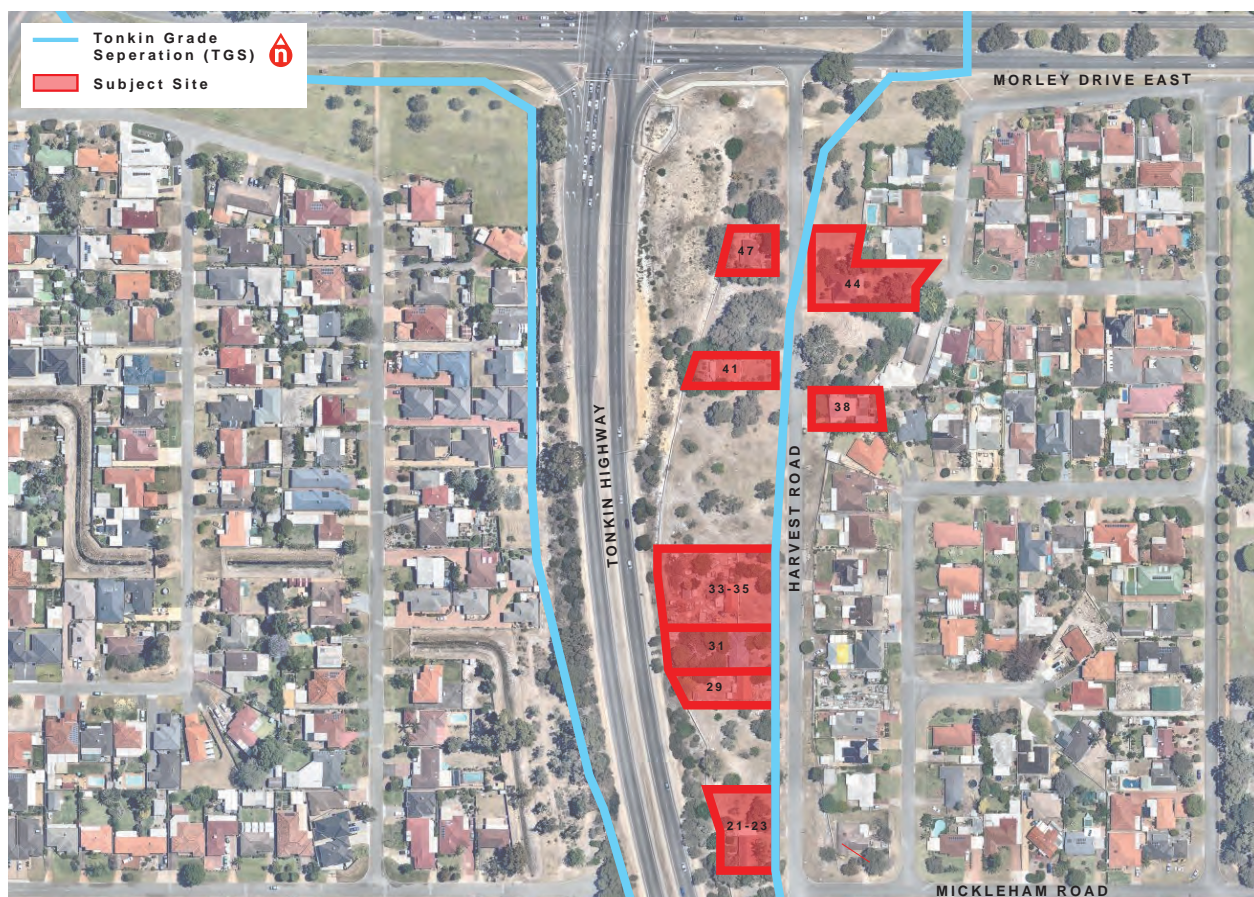 Tonkin Grade
Seperation (TGS)
n
Subject Site
MORLEY DRIVE EAST
47
44
41
38
TONKIN HIGHWAY
HARVEST ROAD
33-35
31
29
21-23
MICKLEHAM ROAD